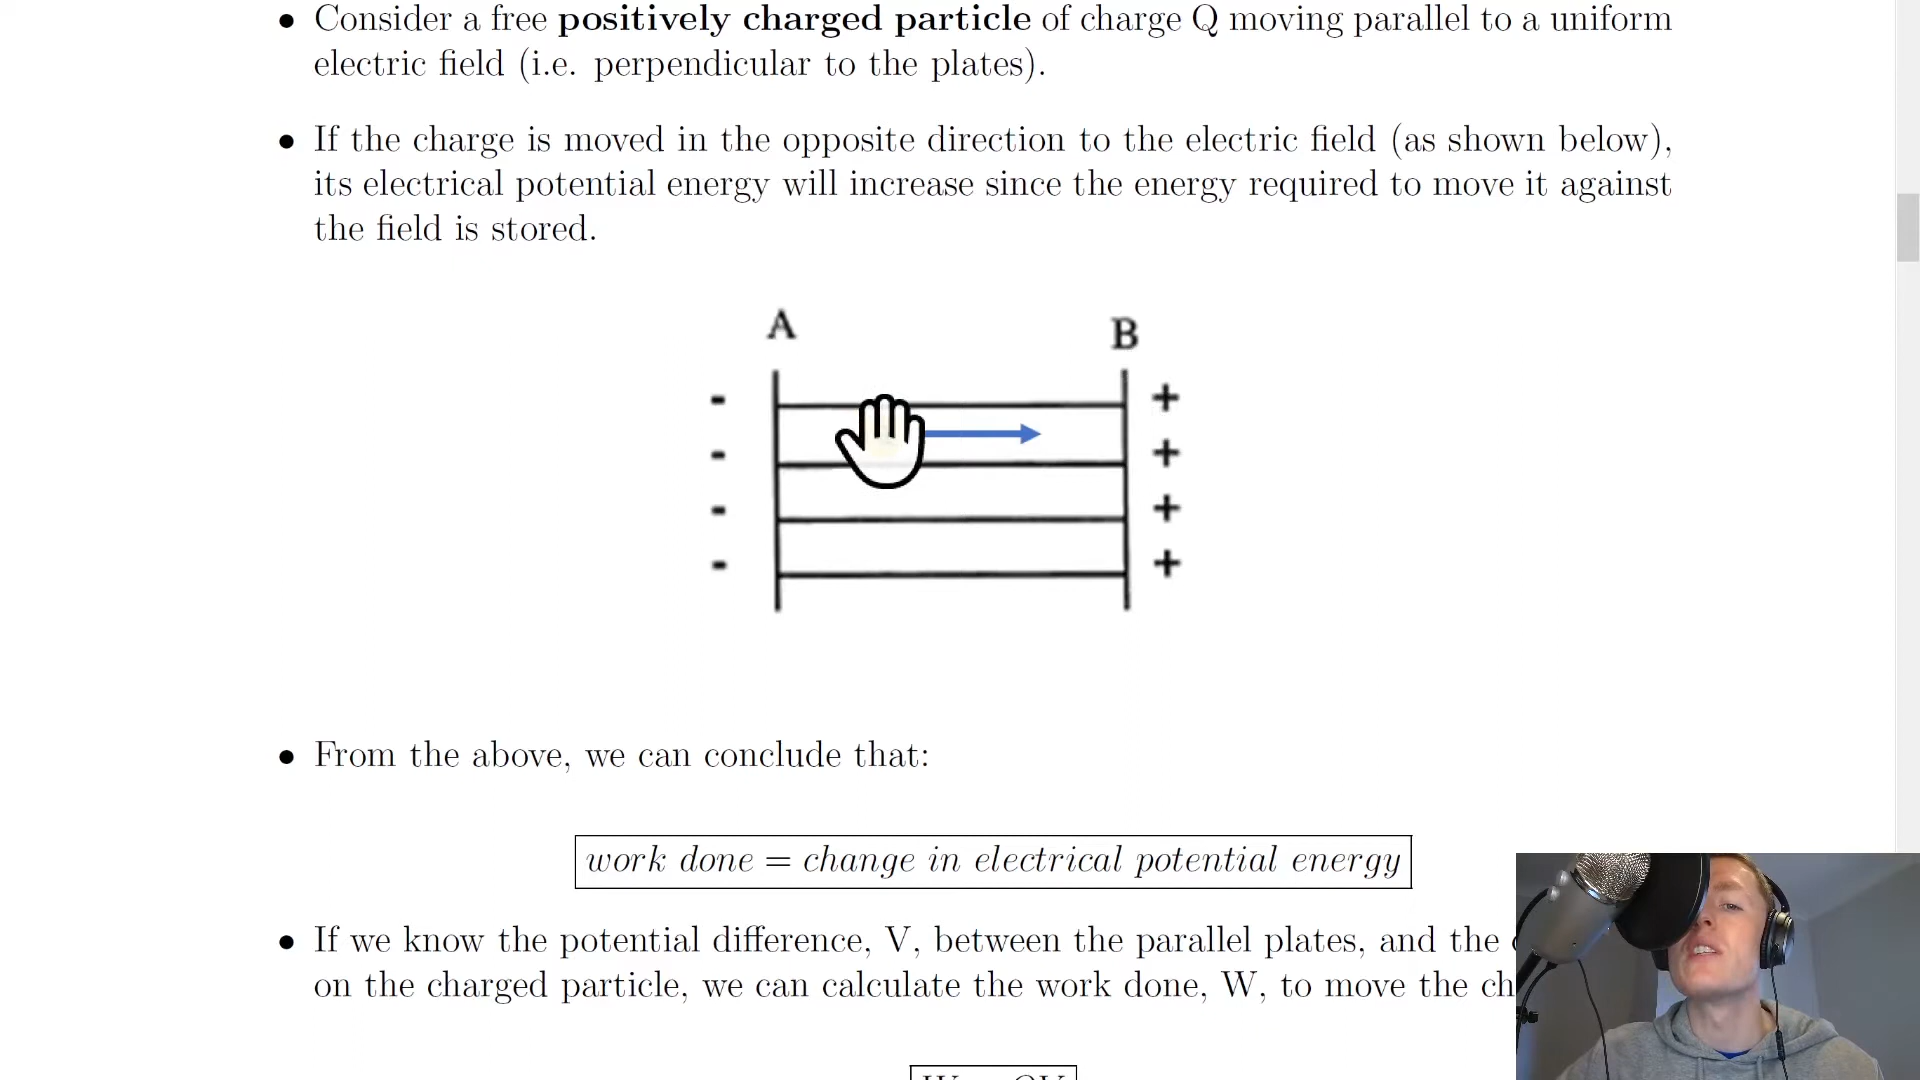 • Consider a free positively charged particle of charge Q moving parallel to a uniform
electric field (i.e. perpendicular to the plates).
• If the charge is moved in the opposite direction to the electric field (as shown below),
its electrical potential energy will increase since the energy required to move it against
the field is stored.
A
B
- +
- +
- +
- +
• From the above, we can conclude that:
work done = change in electrical potential energy
• If we know the potential difference, V, between the parallel plates, and the
on the charged particle, we can calculate the work done, W, to move the